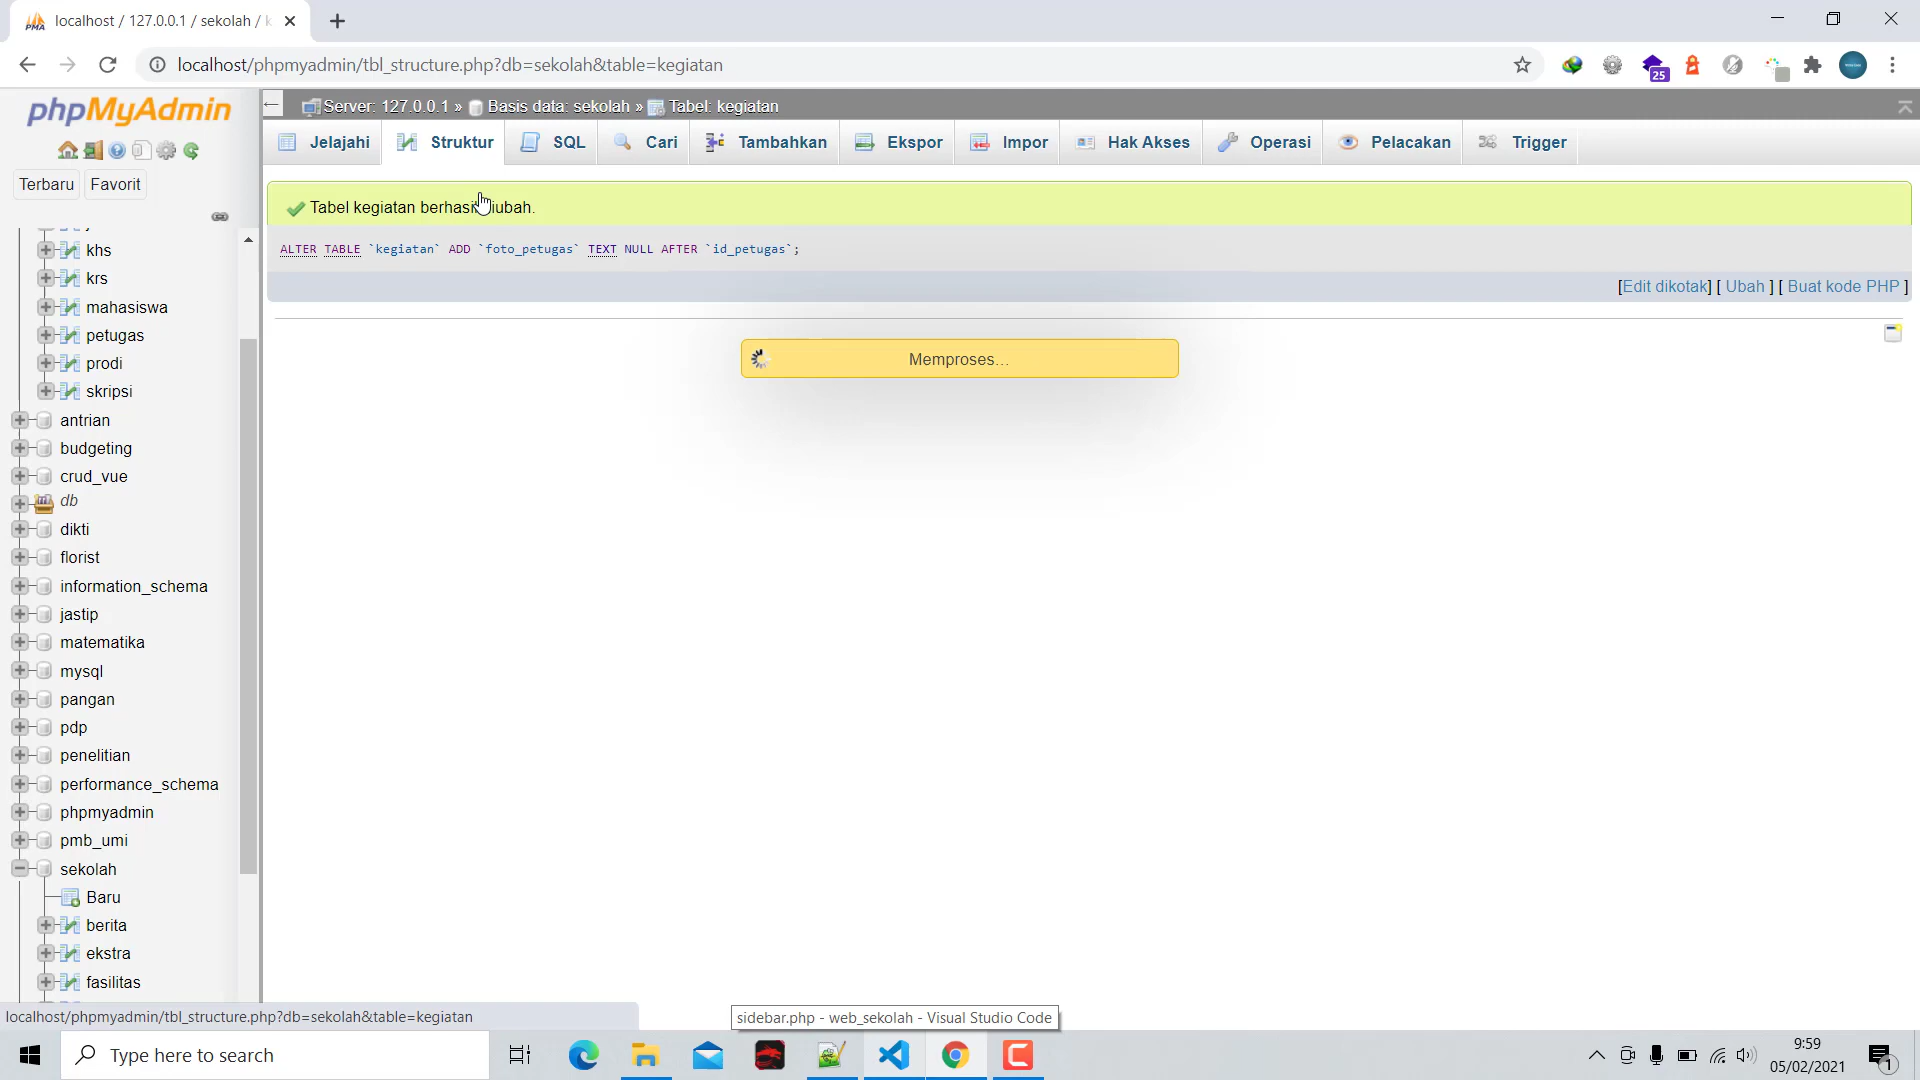 localhost / 127.0.0.1 / sekolah / k
localhost/phpmyadmin/tbl_structure.php?db=sekolah&table=kegiatan
25
phpMyAdmin
Terbaru
Favorit
khs
krs
mahasiswa
petugas
prodi
skripsi
antrian
budgeting
crud_vue
db
dikti
florist
information_schema
jastip
matematika
mysql
pangan
pdp
penelitian
performance_schema
phpmyadmin
pmb_umi
sekolah
Baru
berita
ekstra
fasilitas
Server: 127.0.0.1 » Basis data: sekolah » Tabel: kegiatan
Jelajahi
Struktur
SQL
Cari
Tambahkan
Ekspor
Impor
Hak Akses
Operasi
Pelacakan
Trigger
Tabel kegiatan berhasil diubah.
ALTER TABLE `kegiatan` ADD `foto_petugas` TEXT NULL AFTER `id_petugas`;
[Edit dikotak] [ Ubah ] [ Buat kode PHP ]
Memproses...
localhost/phpmyadmin/tbl_structure.php?db=sekolah&table=kegiatan
sidebar.php - web_sekolah - Visual Studio Code
Type here to search
9:59
05/02/2021
1